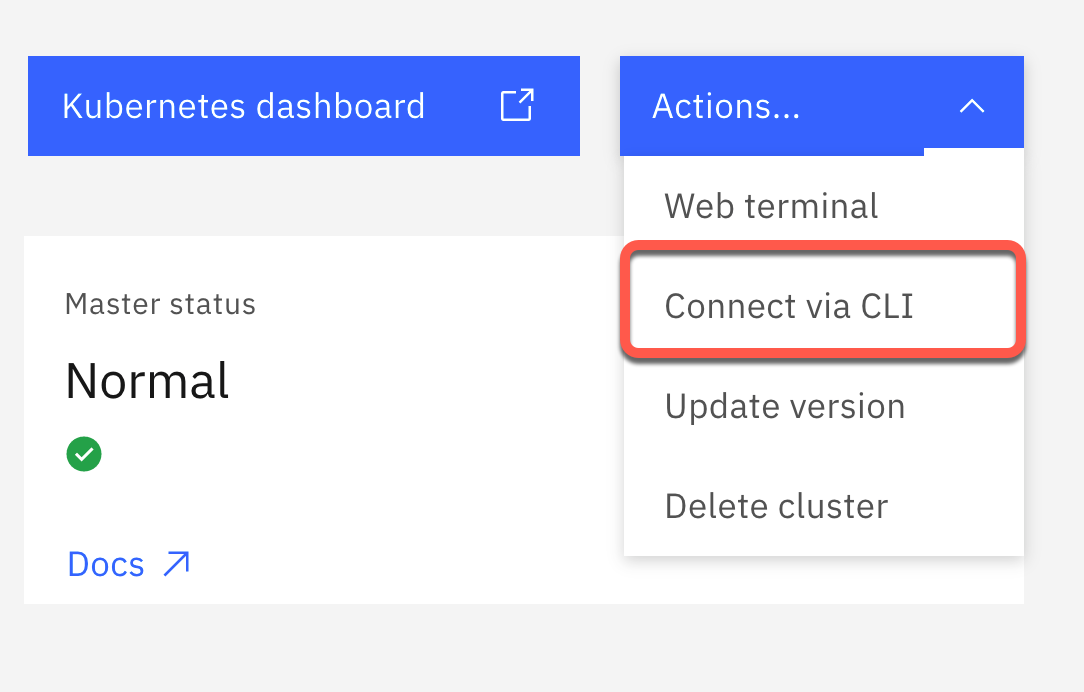 Kubernetes dashboard
Actions...
Web terminal
Connect via CLI
Update version
Delete cluster
Master status
Normal
Docs